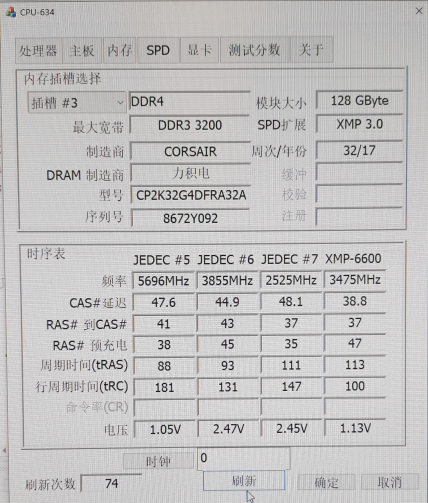 CPU-634
处理器 主板 内存 SPD 显卡 测试分数 关于
内存插槽选择
插槽 #3 DDR4 模块大小 128 GByte
最大宽带 DDR3 3200 SPD扩展 XMP 3.0
制造商 CORSAIR 周次/年份 32/17
DRAM 制造商 力积电 缓冲
型号 CP2K32G4DFRA32A 校验
序列号 8672Y092 注册
时序表
JEDEC #5 JEDEC #6 JEDEC #7 XMP-6600
频率 5696MHz 3855MHz 2525MHz 3475MHz
CAS#延迟 47.6 44.9 48.1 38.8
RAS# 到CAS# 41 43 37 37
RAS# 预充电 38 45 35 47
周期时间(tRAS) 88 93 111 113
行周期时间(tRC) 181 131 147 100
命令率(CR)
电压 1.05V 2.47V 2.45V 1.13V
时钟 0
刷新次数 74 刷新 确定 取消